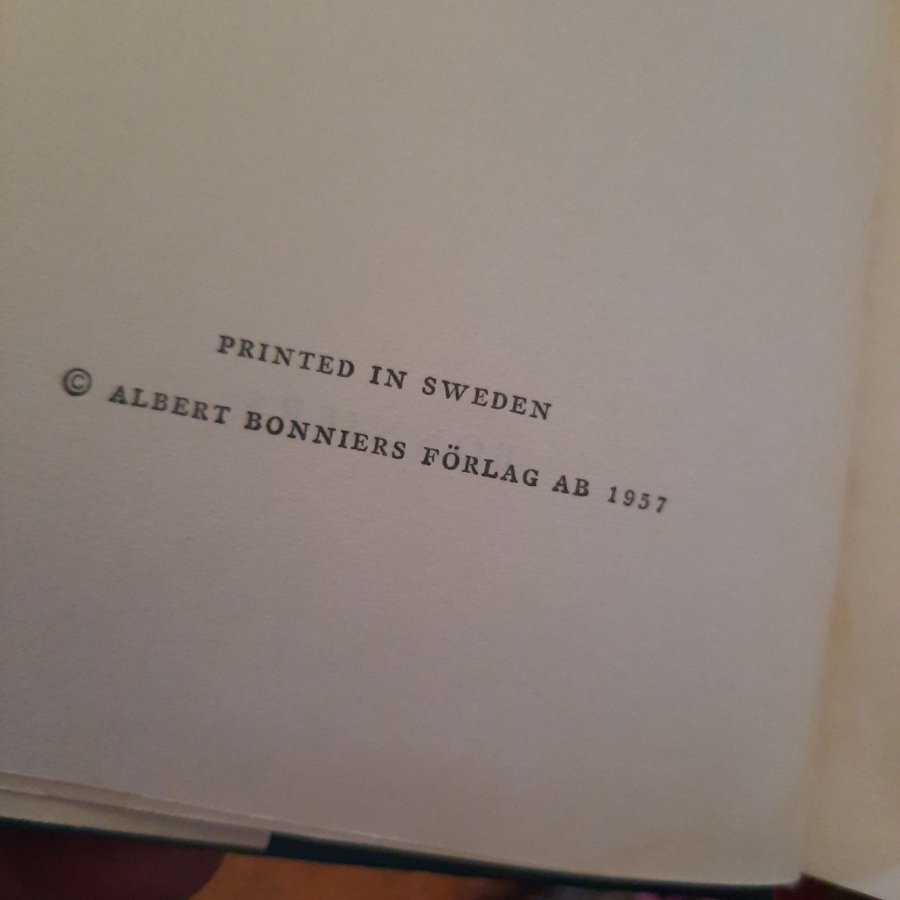 PRINTED IN SWEDEN
© ALBERT BONNIERS FÖRLAG AB 1957